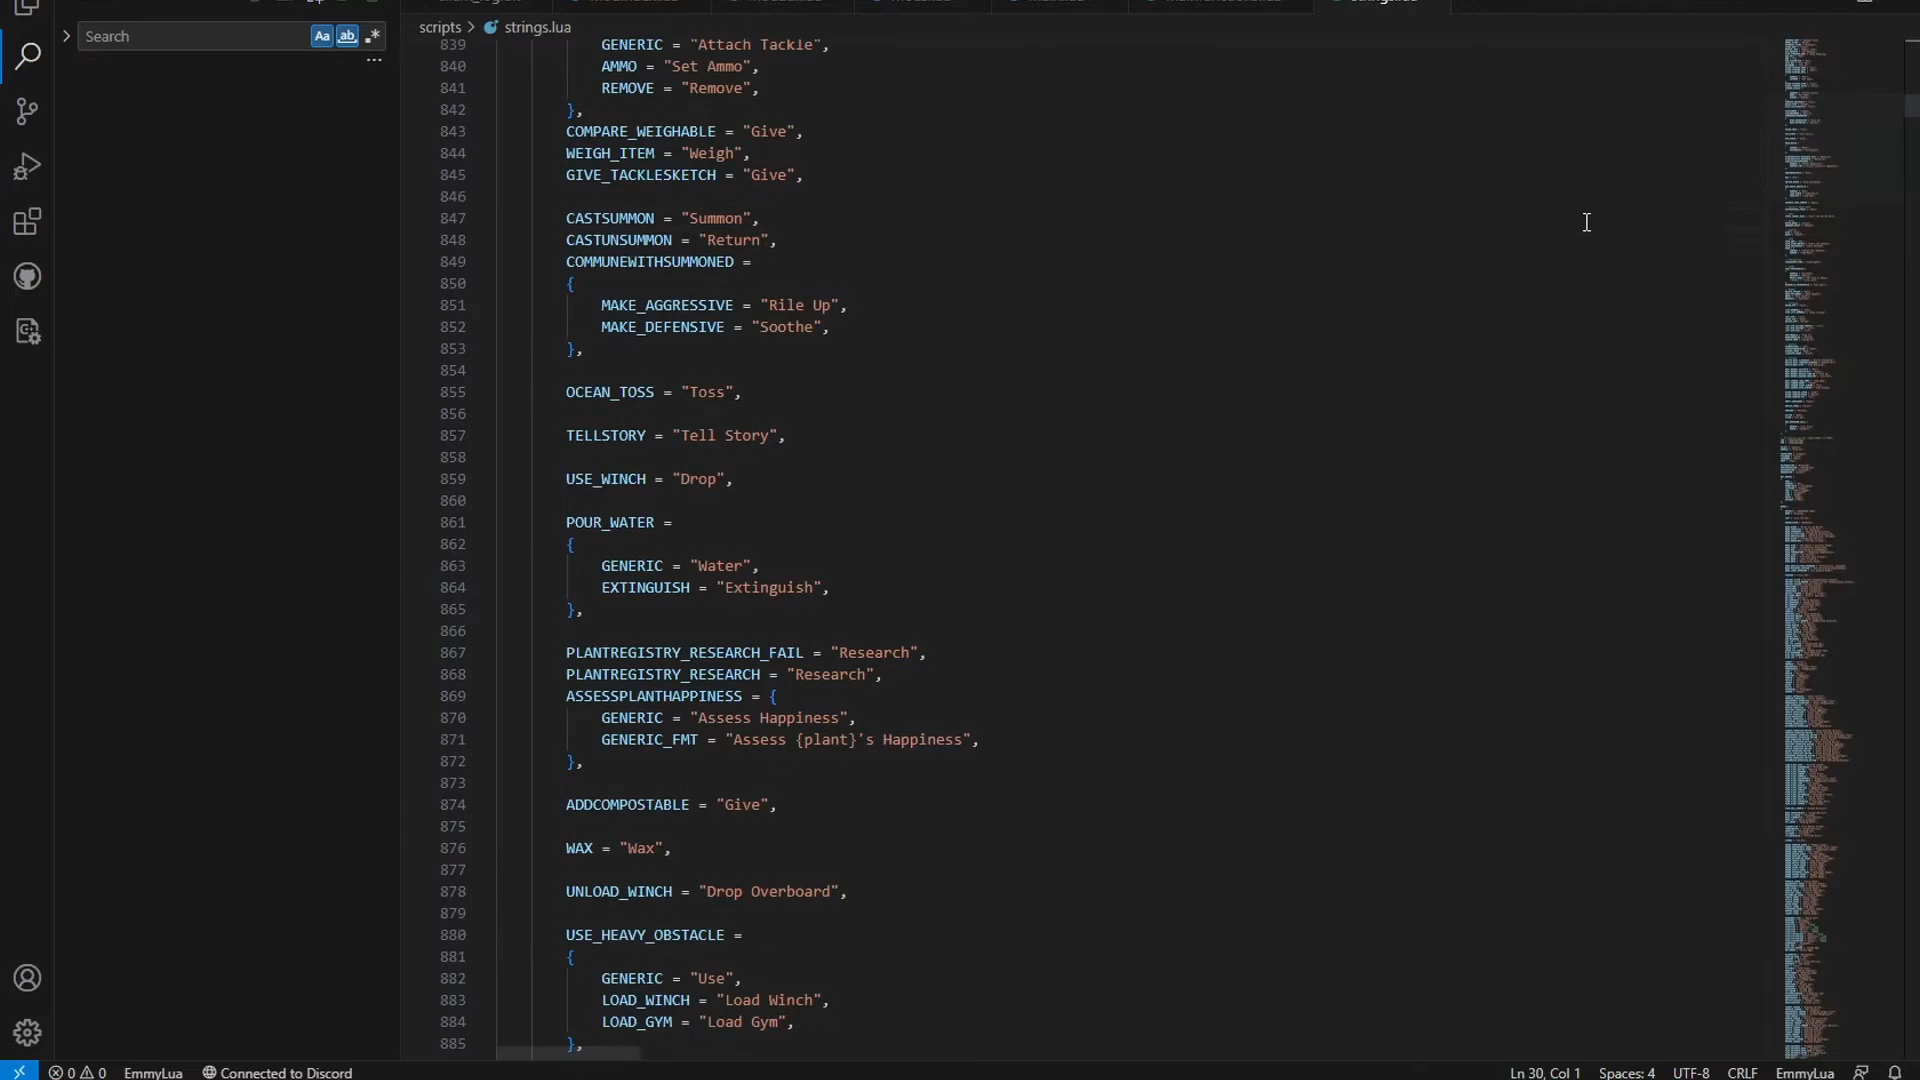 Search
Aa
ab
.*
...
scripts > strings.lua
839 GENERIC = "Attach Tackle",
840 AMMO = "Set Ammo",
841 REMOVE = "Remove",
842 },
843 COMPARE_WEIGHABLE = "Give",
844 WEIGH_ITEM = "Weigh",
845 GIVE_TACKLESKETCH = "Give",
846
847 CASTSUMMON = "Summon",
848 CASTUNSUMMON = "Return",
849 COMMUNEWITHSUMMONED =
850 {
851 MAKE_AGGRESSIVE = "Rile Up",
852 MAKE_DEFENSIVE = "Soothe",
853 },
854
855 OCEAN_TOSS = "Toss",
856
857 TELLSTORY = "Tell Story",
858
859 USE_WINCH = "Drop",
860
861 POUR_WATER =
862 {
863 GENERIC = "Water",
864 EXTINGUISH = "Extinguish",
865 },
866
867 PLANTREGISTRY_RESEARCH_FAIL = "Research",
868 PLANTREGISTRY_RESEARCH = "Research",
869 ASSESSPLANTHAPPINESS = {
870 GENERIC = "Assess Happiness",
871 GENERIC_FMT = "Assess {plant}'s Happiness",
872 },
873
874 ADDCOMPOSTABLE = "Give",
875
876 WAX = "Wax",
877
878 UNLOAD_WINCH = "Drop Overboard",
879
880 USE_HEAVY_OBSTACLE =
881 {
882 GENERIC = "Use",
883 LOAD_WINCH = "Load Winch",
884 LOAD_GYM = "Load Gym",
885 },
0 0 EmmyLua Connected to Discord Ln 30, Col 1 Spaces: 4 UTF-8 CRLF EmmyLua